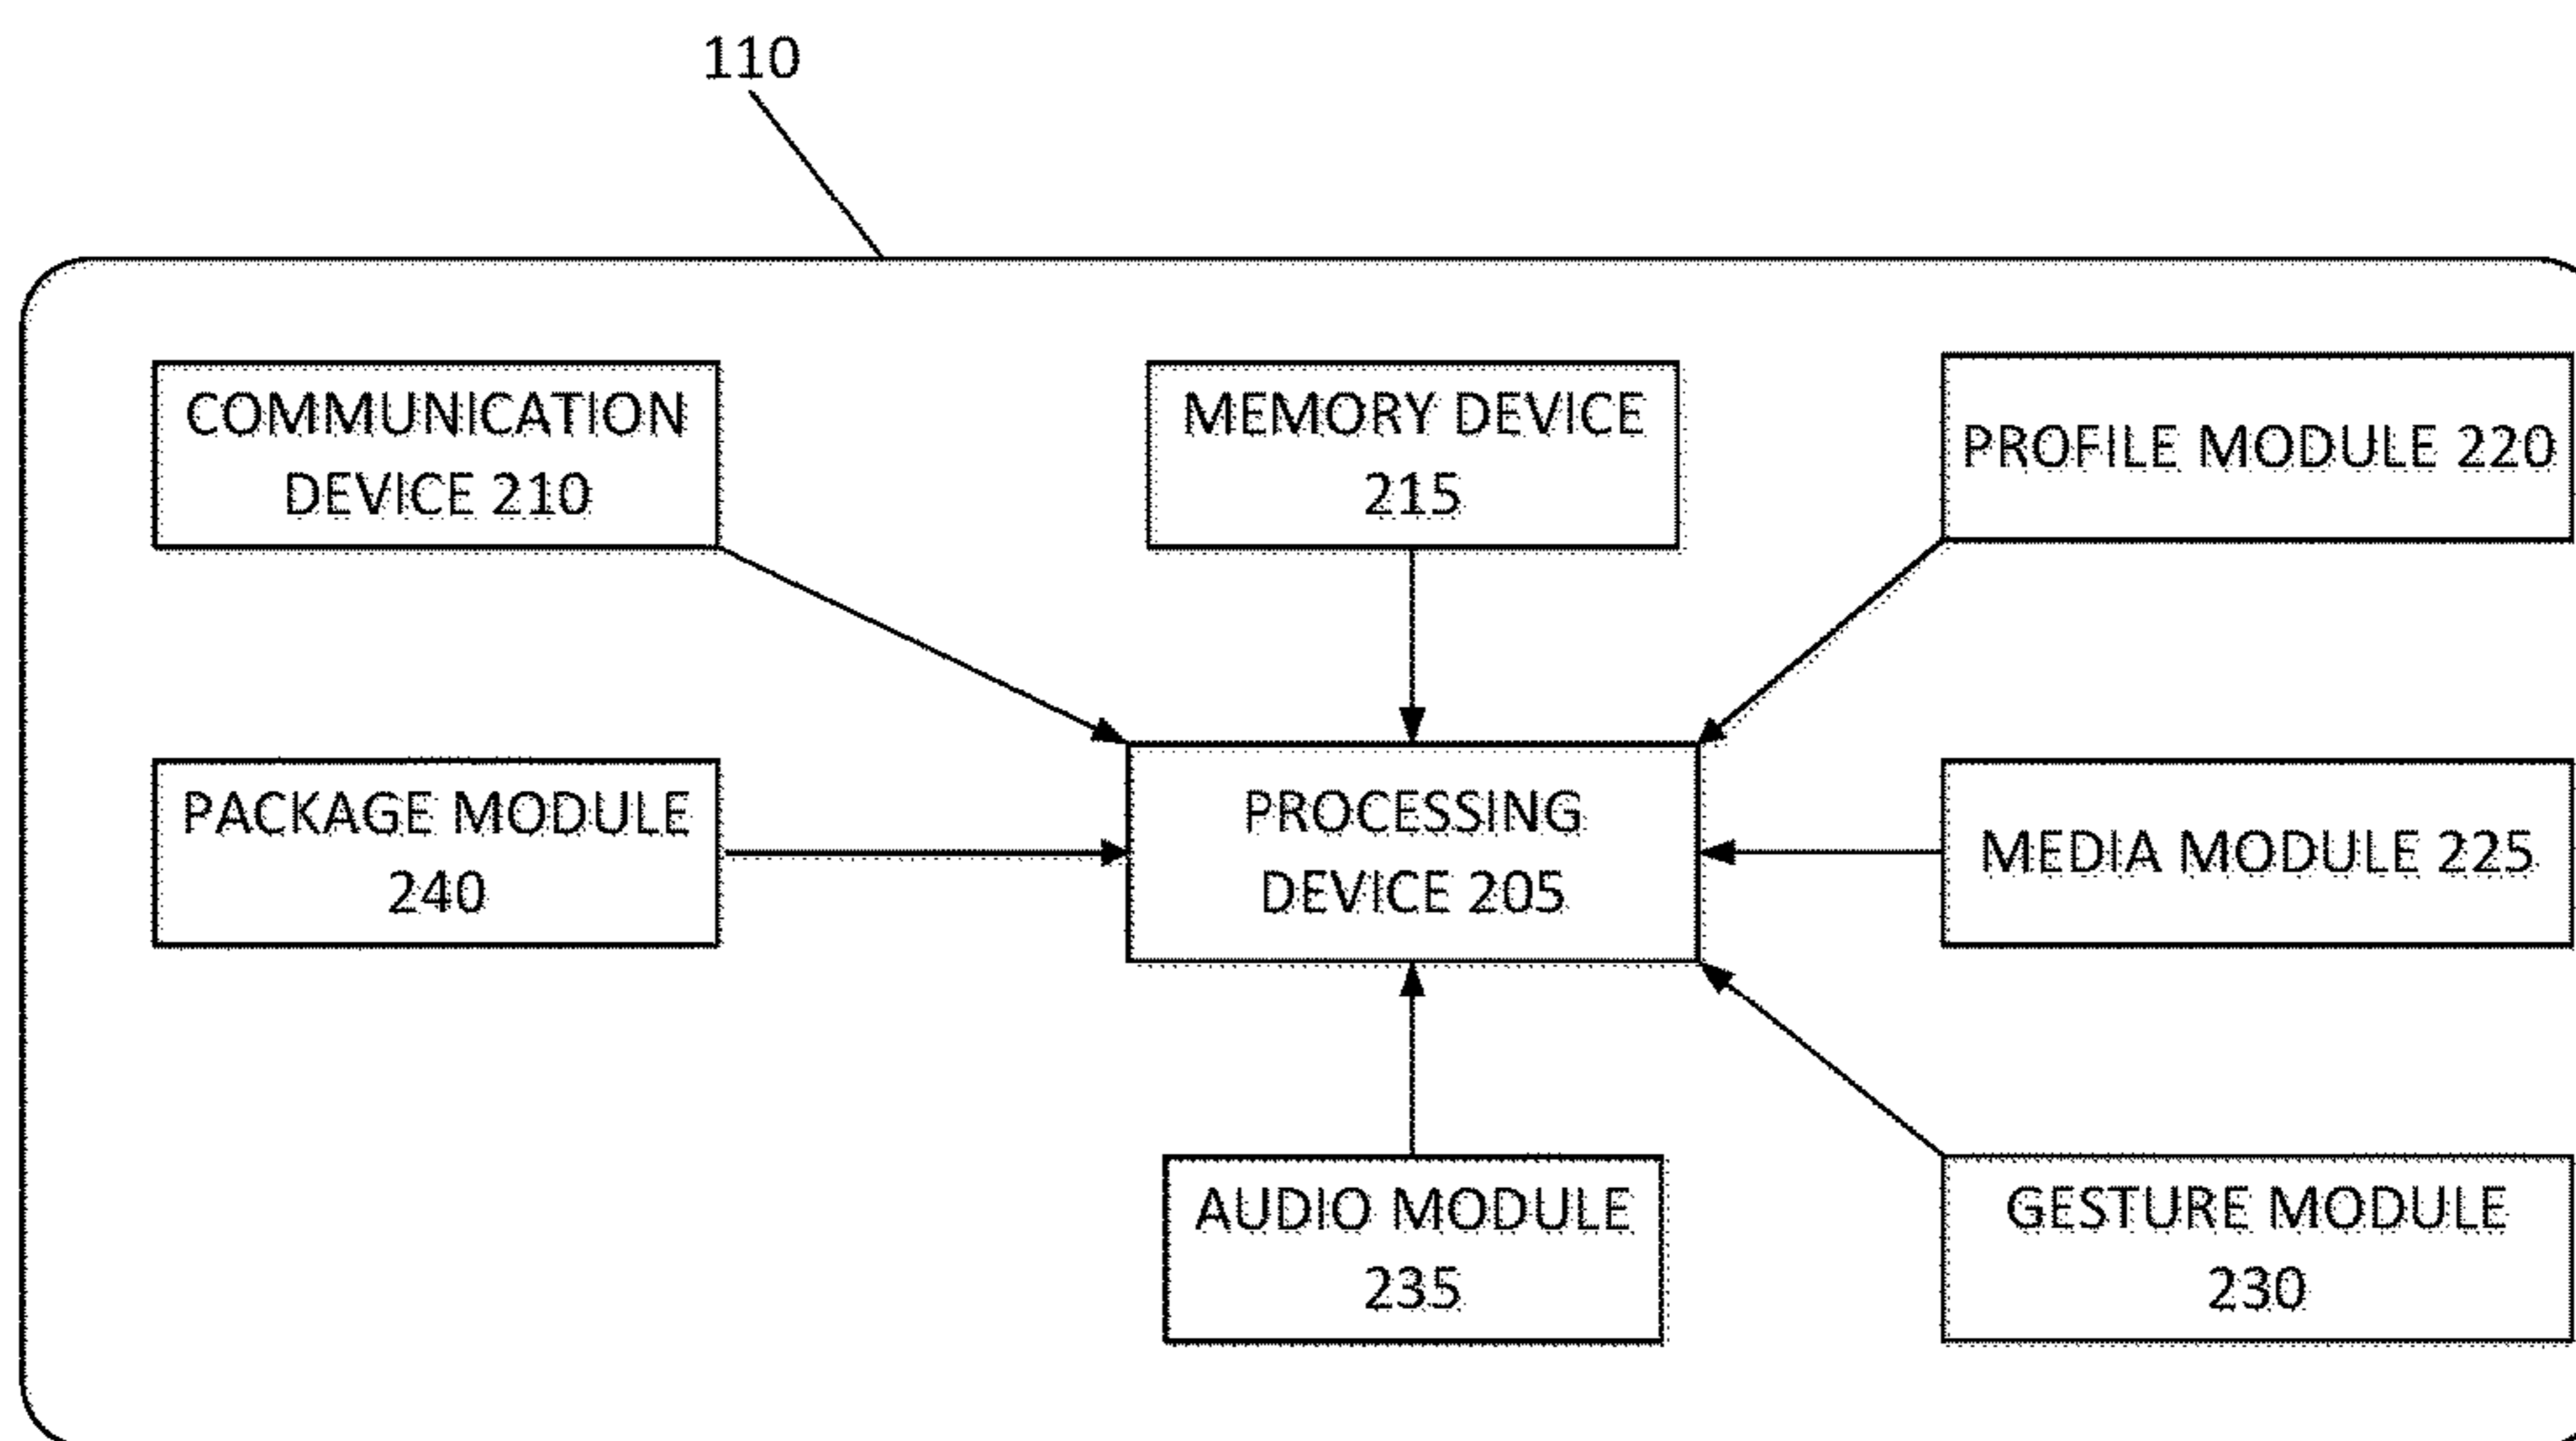 110
COMMUNICATION
DEVICE 210
MEMORY DEVICE
215
PROFILE MODULE 220
PACKAGE MODULE
240
PROCESSING
DEVICE 205
MEDIA MODULE 225
AUDIO MODULE
235
GESTURE MODULE
230